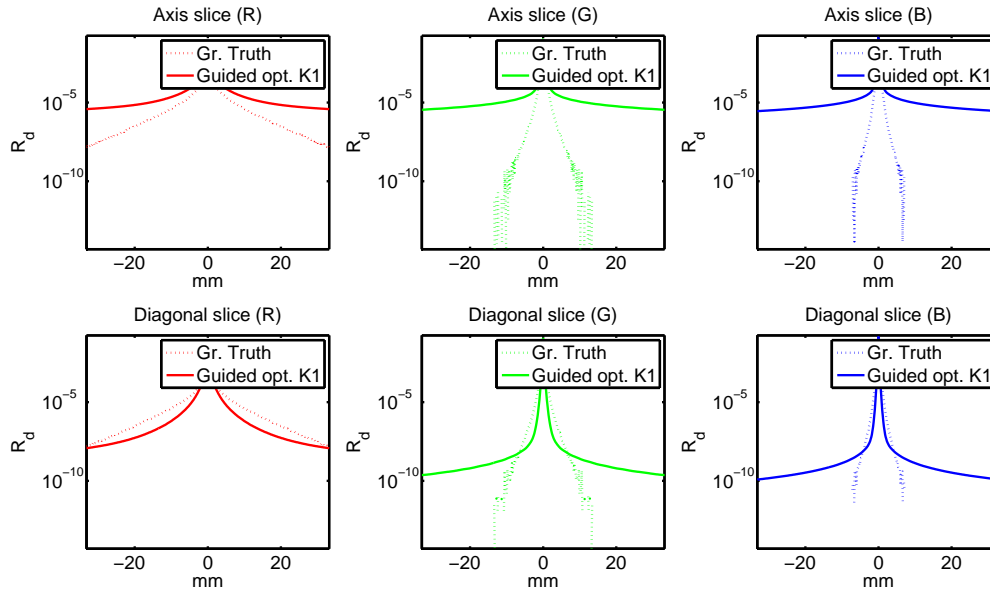 Axis slice (R)
Gr. Truth
Guided opt. K1
R_d
10^-5
10^-10
−20
0
20
mm
Axis slice (G)
Gr. Truth
Guided opt. K1
R_d
10^-5
10^-10
−20
0
20
mm
Axis slice (B)
Gr. Truth
Guided opt. K1
R_d
10^-5
10^-10
−20
0
20
mm
Diagonal slice (R)
Gr. Truth
Guided opt. K1
R_d
10^-5
10^-10
−20
0
20
mm
Diagonal slice (G)
Gr. Truth
Guided opt. K1
R_d
10^-5
10^-10
−20
0
20
mm
Diagonal slice (B)
Gr. Truth
Guided opt. K1
R_d
10^-5
10^-10
−20
0
20
mm